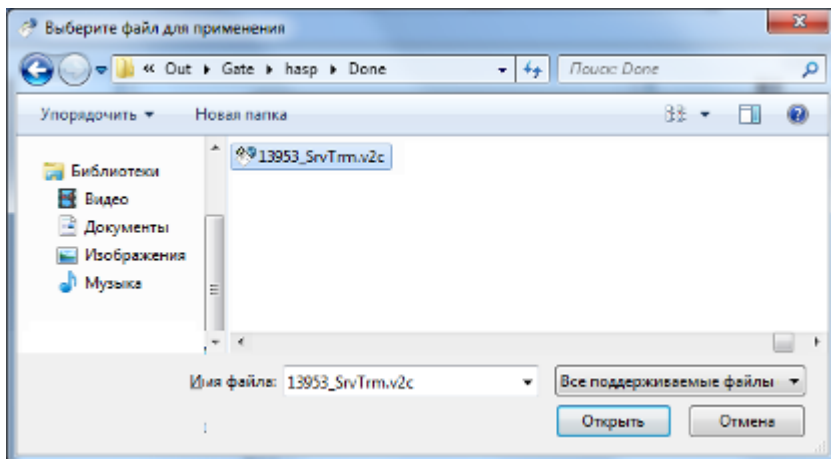 Выберите файл для применения
« Out Gate hasp Done
Поиск: Done
Упорядочить Новая папка
Библиотеки
Видео
Документы
Изображения
Музыка
13953_SrvTrm.v2c
Имя файла: 13953_SrvTrm.v2c
Все поддерживаемые файлы
Открыть Отмена